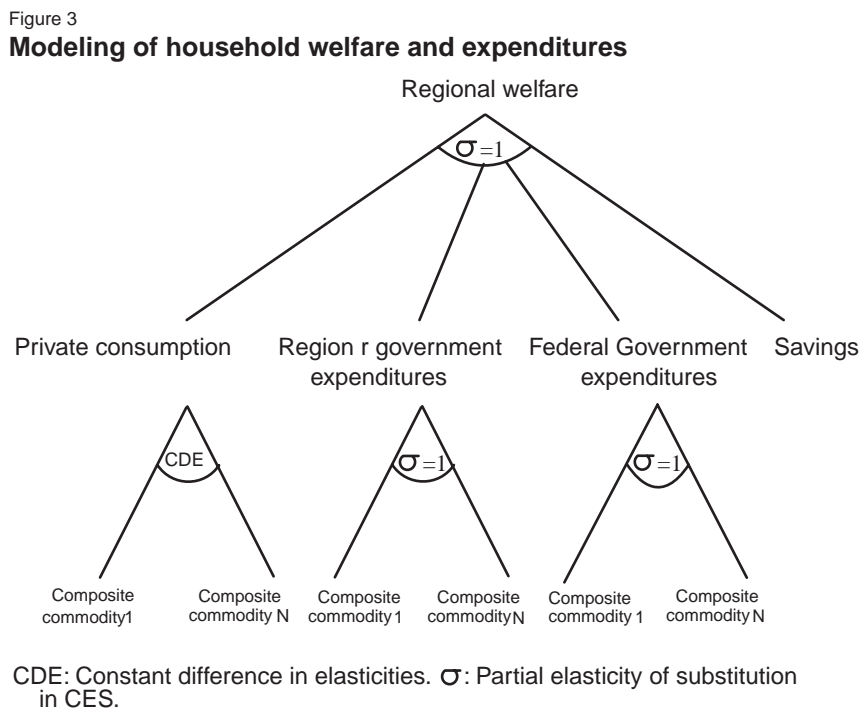 Figure 3
Modeling of household welfare and expenditures
Regional welfare
σ=1
Private consumption
Region r government
expenditures
Federal Government
expenditures
Savings
CDE
σ=1
σ=1
Composite
commodity1
Composite
commodity N
Composite
commodity 1
Composite
commodity N
Composite
commodity 1
Composite
commodity N
CDE: Constant difference in elasticities. σ: Partial elasticity of substitution
in CES.